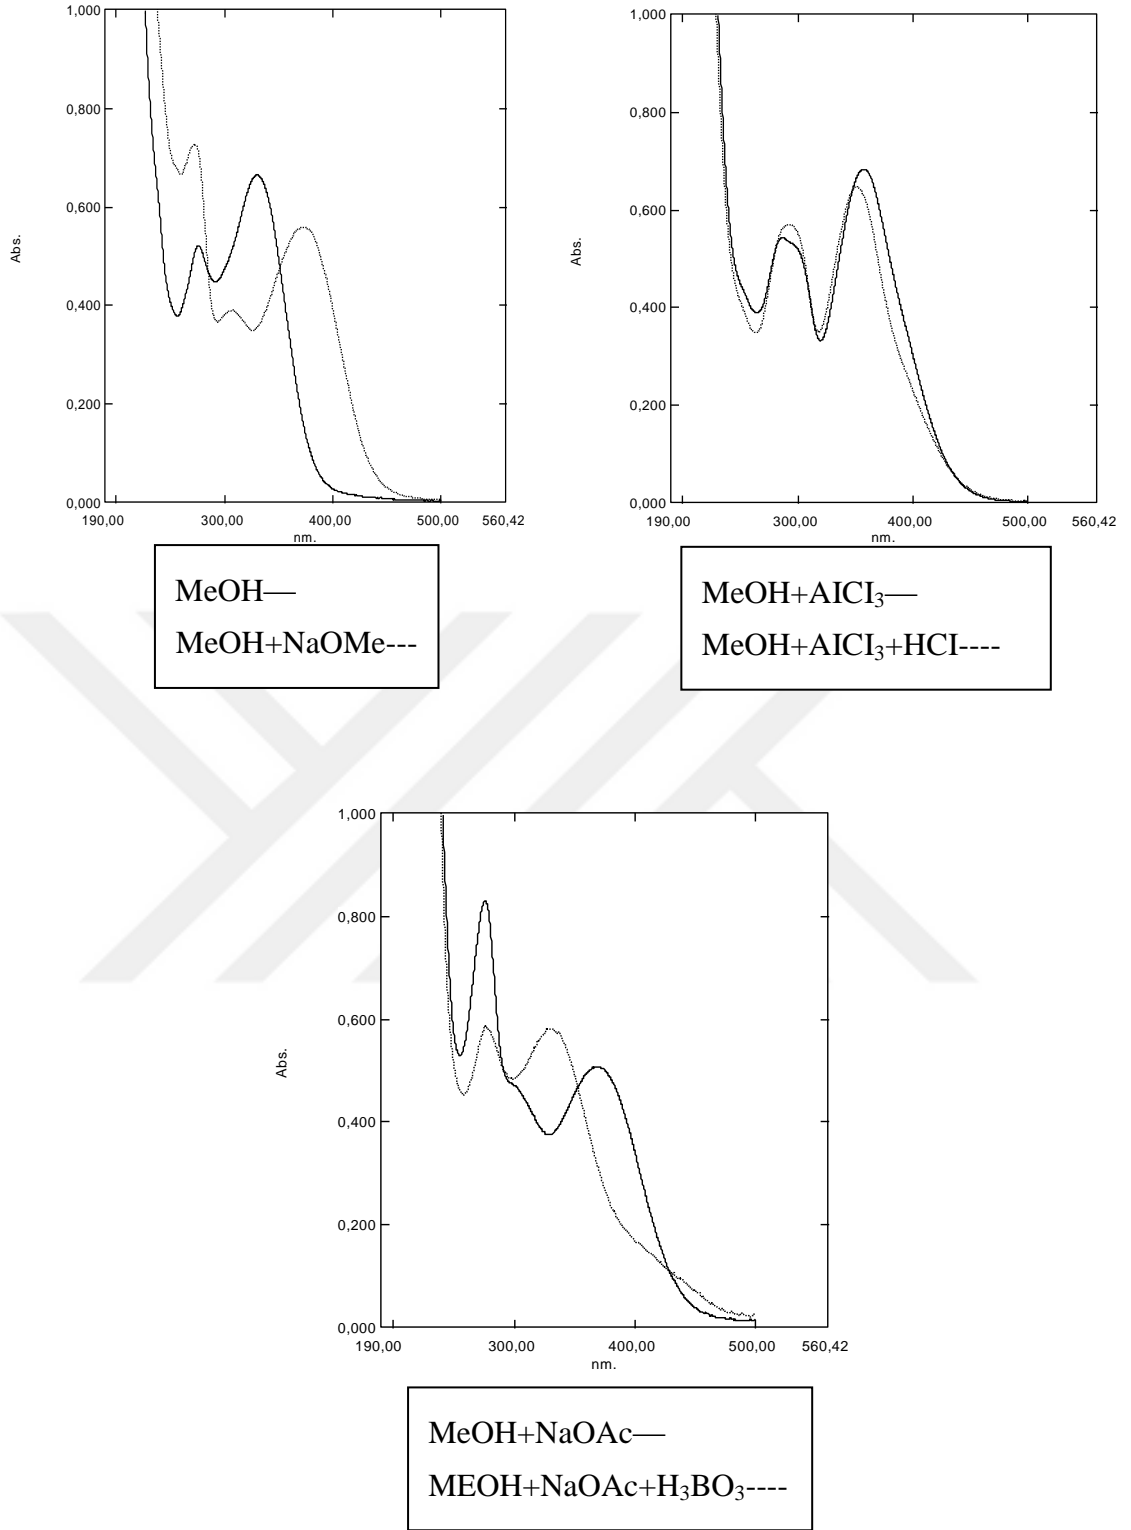 1,000
0,800
0,600
0,400
0,200
0,000
Abs.
190,00 300,00 400,00 500,00 560,42
nm.
MeOH—
MeOH+NaOMe---
1,000
0,800
0,600
0,400
0,200
0,000
Abs.
190,00 300,00 400,00 500,00 560,42
nm.
MeOH+AICI₃—
MeOH+AICI₃+HCI----
1,000
0,800
0,600
0,400
0,200
0,000
Abs.
190,00 300,00 400,00 500,00 560,42
nm.
MeOH+NaOAc—
MEOH+NaOAc+H₃BO₃----